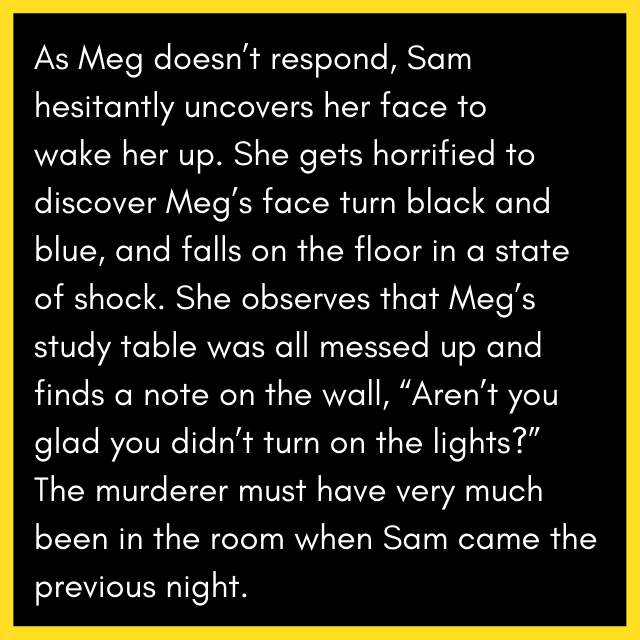 As Meg doesn’t respond, Sam
hesitantly uncovers her face to
wake her up. She gets horrified to
discover Meg’s face turn black and
blue, and falls on the floor in a state
of shock. She observes that Meg’s
study table was all messed up and
finds a note on the wall, “Aren’t you
glad you didn’t turn on the lights?”
The murderer must have very much
been in the room when Sam came the
previous night.